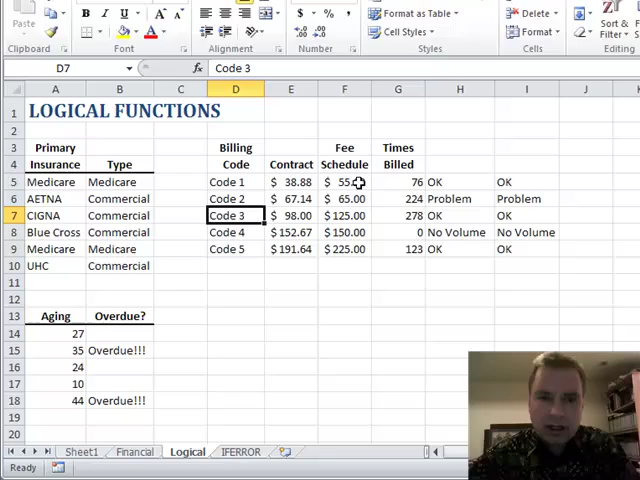 Paste
Clipboard
Font
Alignment
$ % ,
Number
Format as Table
Cell Styles
Styles
Delete
Format
Cells
Sort &
Filter
Find &
Editing
D7 fx Code 3
A B C D E F G H I J K
1 LOGICAL FUNCTIONS
2
3 Primary Billing Fee Times
4 Insurance Type Code Contract Schedule Billed
5 Medicare Medicare Code 1 $ 38.88 $ 55. 76 OK OK
6 AETNA Commercial Code 2 $ 67.14 $ 65.00 224 Problem Problem
7 CIGNA Commercial Code 3 $ 98.00 $125.00 278 OK OK
8 Blue Cross Commercial Code 4 $152.67 $150.00 0 No Volume No Volume
9 Medicare Medicare Code 5 $191.64 $225.00 123 OK OK
10 UHC Commercial
11
12
13 Aging Overdue?
14 27
15 35 Overdue!!!
16 24
17 10
18 44 Overdue!!!
19
20
Sheet1 Financial Logical IFERROR
Ready